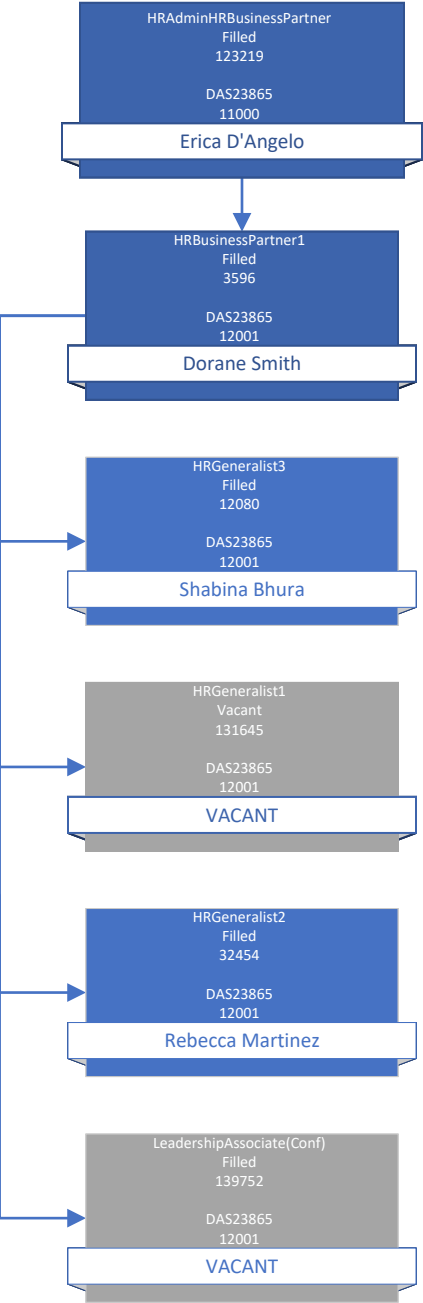 HRAdminHRBusinessPartner
Filled
123219
DAS23865
11000
Erica D'Angelo
HRBusinessPartner1
Filled
3596
DAS23865
12001
Dorane Smith
HRGeneralist3
Filled
12080
DAS23865
12001
Shabina Bhura
HRGeneralist1
Vacant
131645
DAS23865
12001
VACANT
HRGeneralist2
Filled
32454
DAS23865
12001
Rebecca Martinez
LeadershipAssociate(Conf)
Filled
139752
DAS23865
12001
VACANT